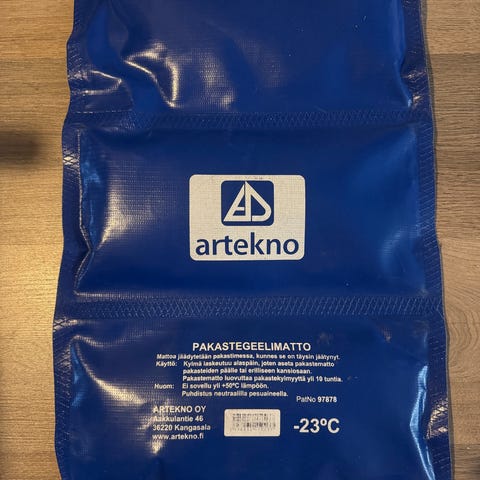 artekno
PAKASTEGEELIMATTO
Mattoa jäädytetään pakastimessa, kunnes se on täysin jäätynyt.
Käyttö: Kylmä laskeutuu alaspäin, joten aseta pakastematto
pakasteiden päälle tai erilliseen kansiosaan.
Pakastematto luovuttaa pakastekylmyyttä yli 10 tuntia.
Huom: Ei sovellu yli +50ºC lämpöön.
Puhdistus neutraalilla pesuaineella.
PatNo 97878
ARTEKNO OY
Aakkulantie 46
36220 Kangasala
www.artekno.fi
-23ºC